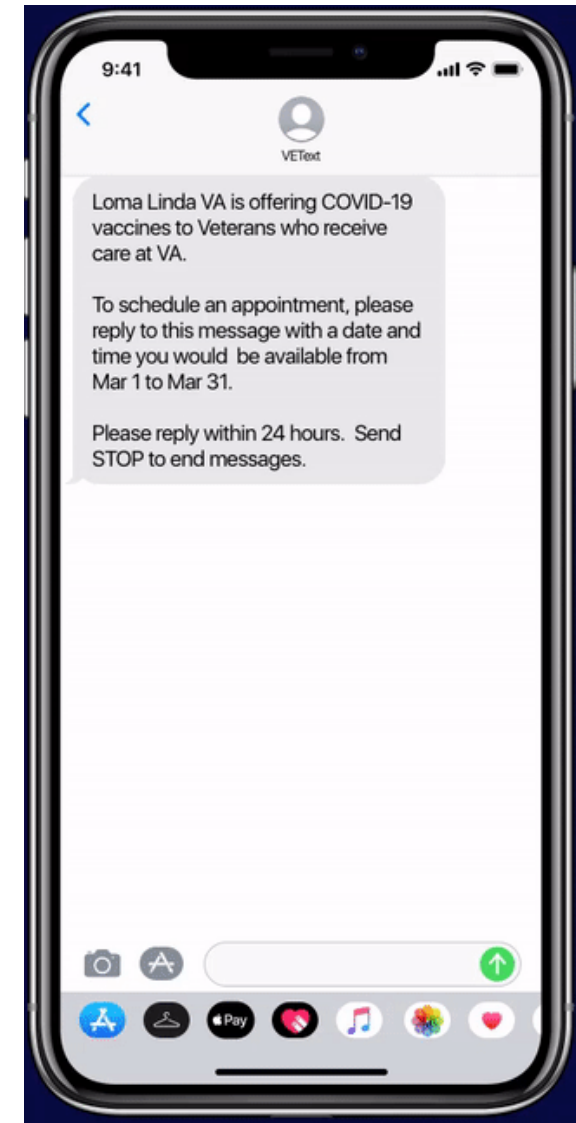 9:41
VEText
Loma Linda VA is offering COVID-19
vaccines to Veterans who receive
care at VA.
To schedule an appointment, please
reply to this message with a date and
time you would  be available from
Mar 1 to Mar 31.
Please reply within 24 hours.  Send
STOP to end messages.
Pay